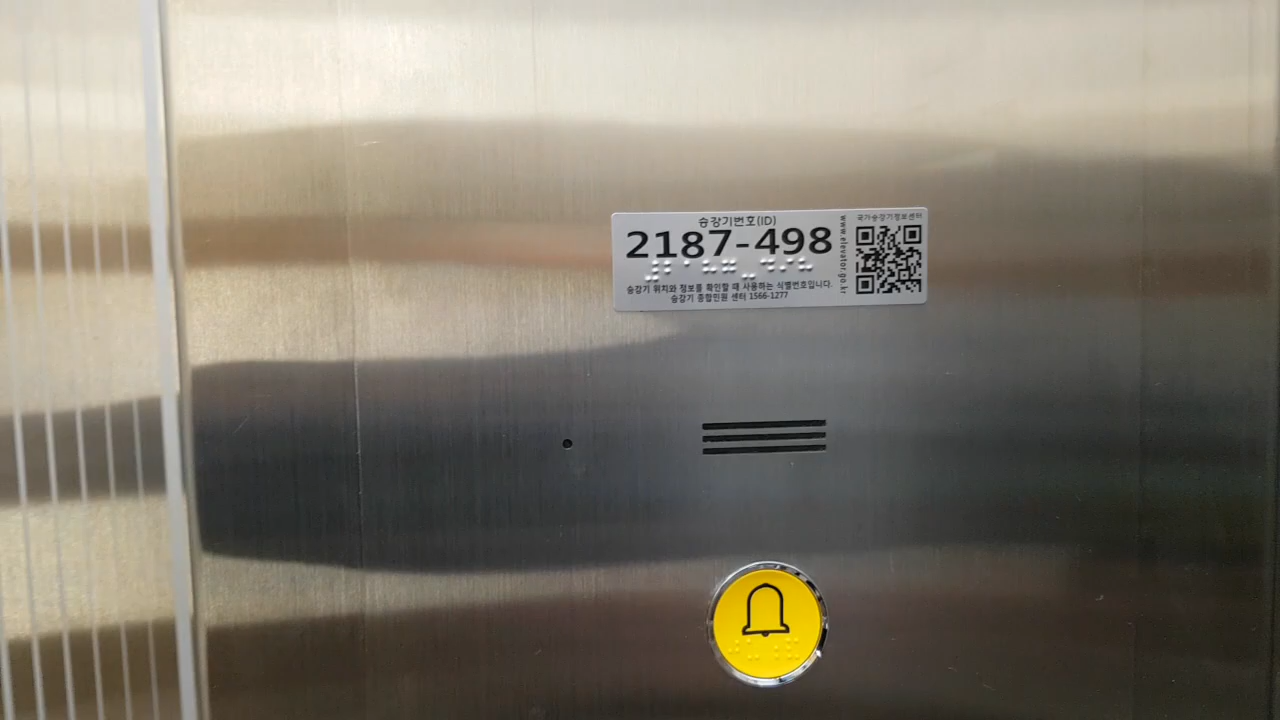 승강기번호(ID)
2187-498
승강기 위치와 정보를 확인할 때 사용하는 식별번호입니다.
승강기 종합민원 센터 1566-1277
www.elevator.go.kr
국가승강기정보센터